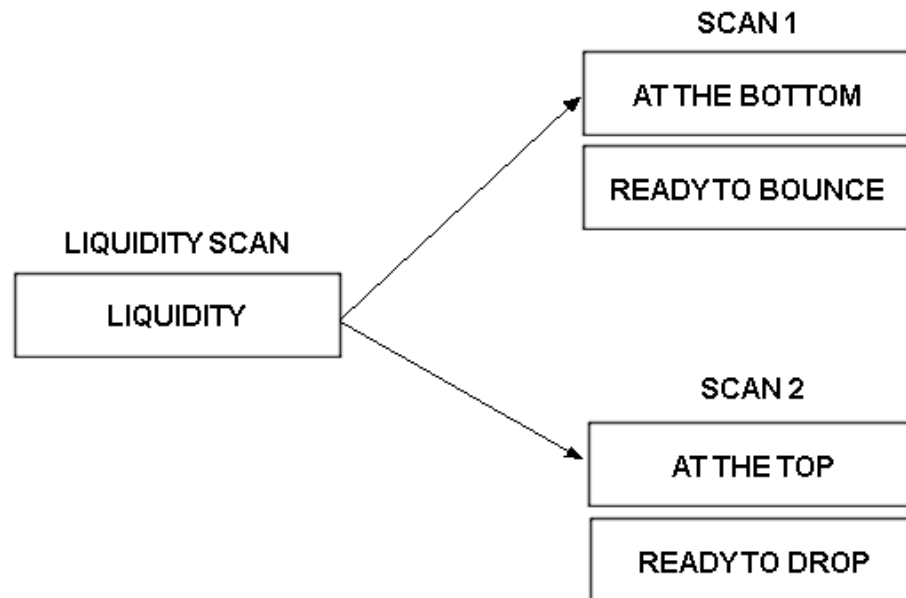 SCAN 1
AT THE BOTTOM
READY TO BOUNCE
LIQUIDITY SCAN
LIQUIDITY
SCAN 2
AT THE TOP
READY TO DROP